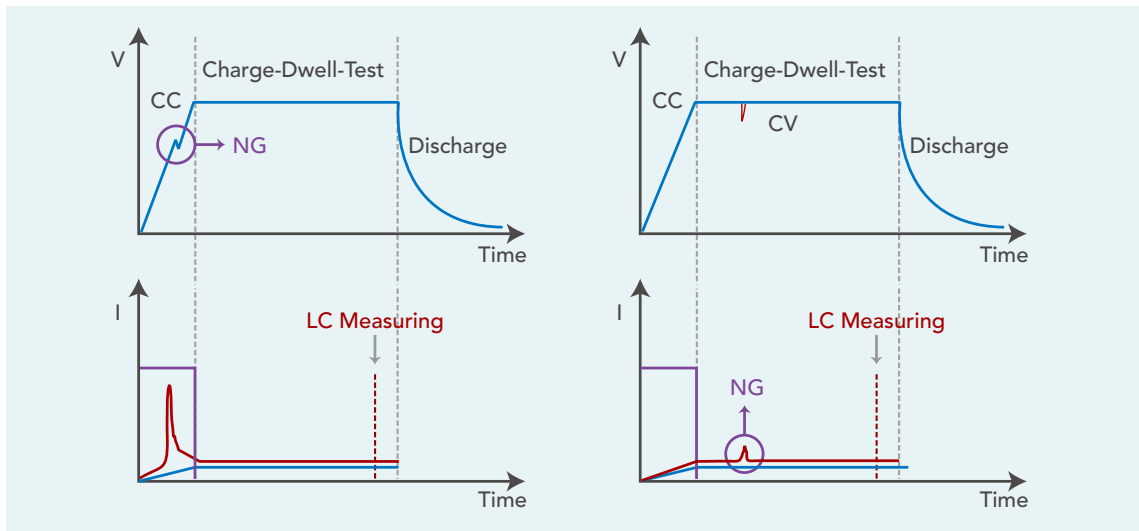 V
Charge-Dwell-Test
CC
NG
Discharge
Time
I
LC Measuring
Time
V
Charge-Dwell-Test
CC
CV
Discharge
Time
I
LC Measuring
NG
Time